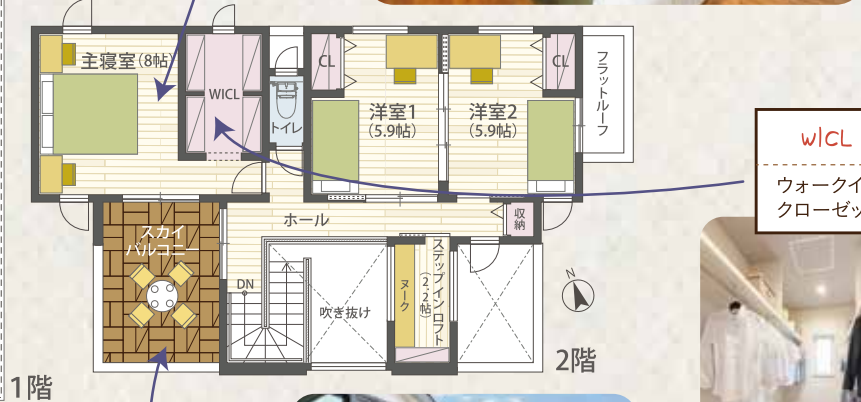 主寝室(8帖)
WICL
トイレ
CL
洋室1
(5.9帖)
洋室2
(5.9帖)
CL
フラットルーフ
wICL
ウォークイ
クローゼッ
スカイ
バルコニー
ホール
収納
DN
吹き抜け
ヌーク
ステップインロフト
(2.2帖)
N
2階
1階